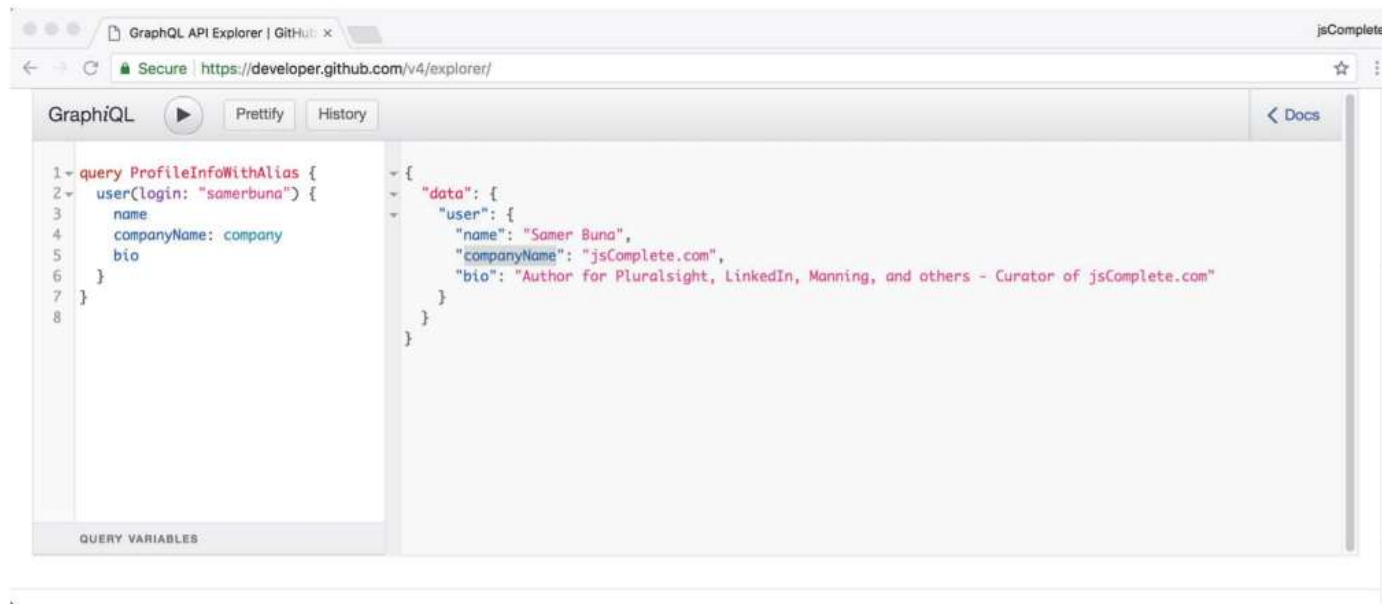 GraphQL API Explorer | GitHub
jsComplete
Secure https://developer.github.com/v4/explorer/
GraphiQL Prettify History Docs
1 query ProfileInfoWithAlias {
2 user(login: "samerbuna") {
3 name
4 companyName: company
5 bio
6 }
7 }
8
{
"data": {
"user": {
"name": "Samer Buna",
"companyName": "jsComplete.com",
"bio": "Author for Pluralsight, LinkedIn, Manning, and others - Curator of jsComplete.com"
}
}
}
QUERY VARIABLES